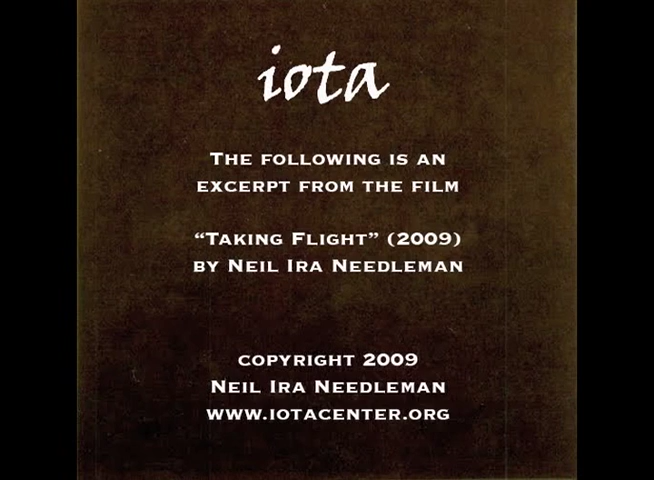 iota
The following is an
excerpt from the film
“Taking Flight” (2009)
by Neil Ira Needleman
copyright 2009
Neil Ira Needleman
www.iotacenter.org